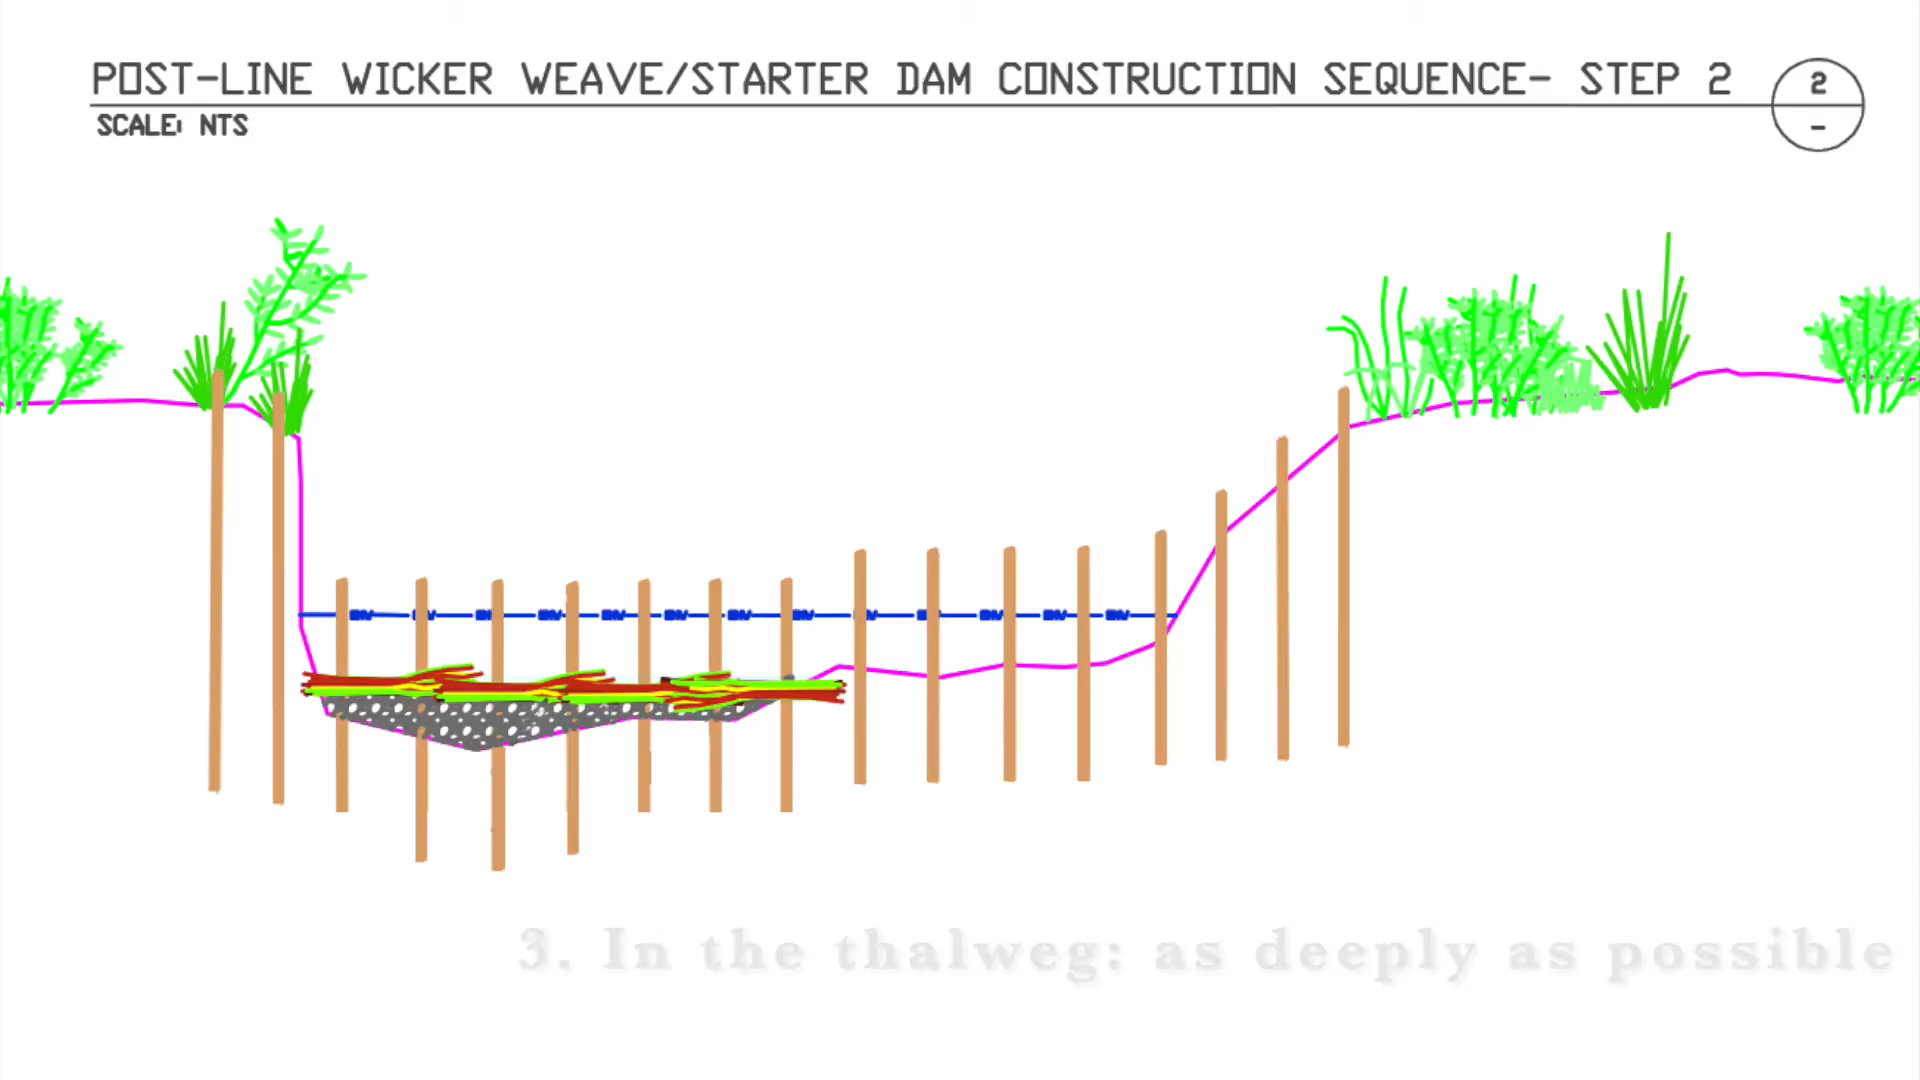 POST-LINE WICKER WEAVE/STARTER DAM CONSTRUCTION SEQUENCE- STEP 2
2
SCALE: NTS
-
3. In the thalweg: as deeply as possible